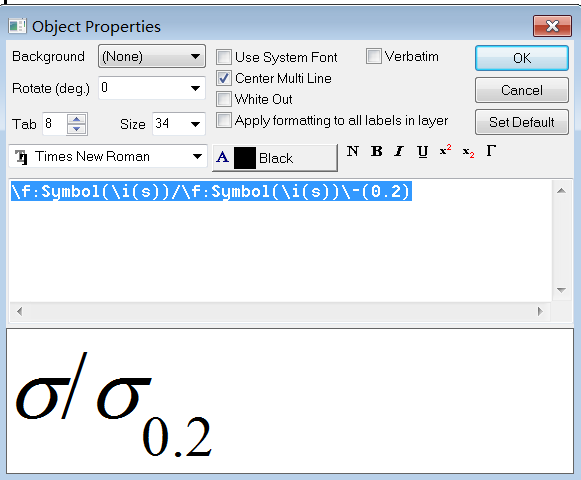 Object Properties
Background (None) Use System Font Verbatim OK
Rotate (deg.) 0 Center Multi Line Cancel
White Out
Tab 8 Size 34 Apply formatting to all labels in layer Set Default
Times New Roman A Black N B I U x² x₂ Γ
\f:Symbol(\i(s))/\f:Symbol(\i(s))\-(0.2)
σ/σ0.2